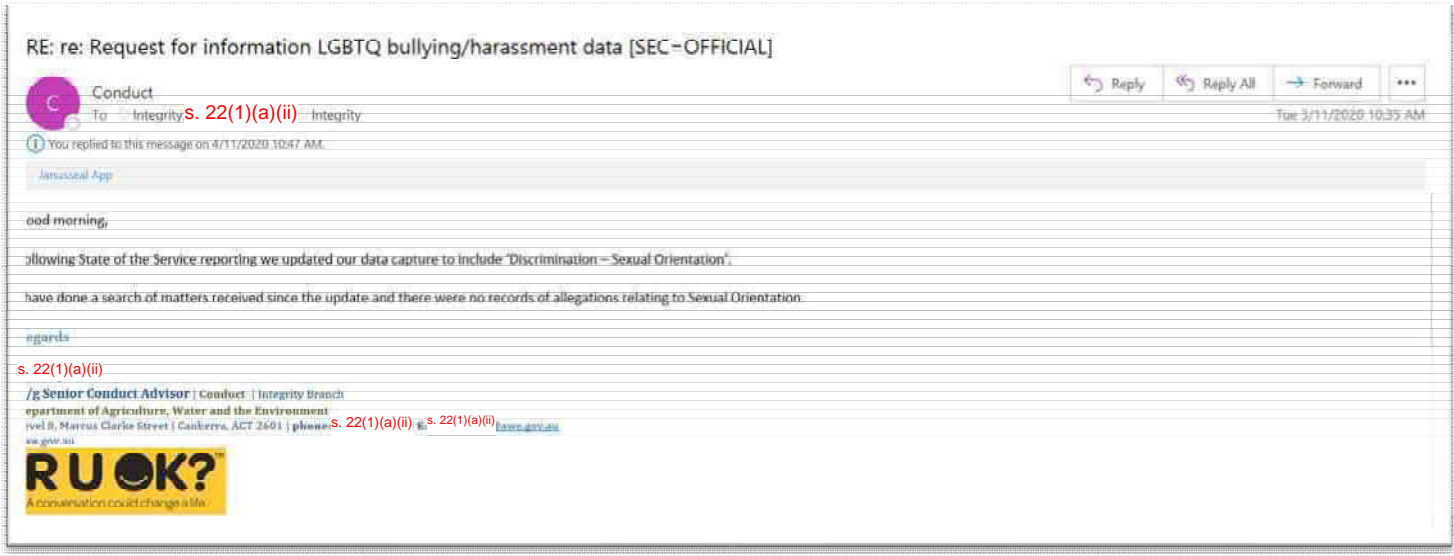 RE: re: Request for information LGBTQ bullying/harassment data [SEC=OFFICIAL]
Reply
Reply All
Forward
•••
C
Conduct
To Integrity s. 22(1)(a)(ii) Integrity
Tue 3/11/2020 10:35 AM
You replied to this message on 4/11/2020 10:47 AM.
Janusseal App
ood morning,
ollowing State of the Service reporting we updated our data capture to include 'Discrimination – Sexual Orientation'.
have done a search of matters received since the update and there were no records of allegations relating to Sexual Orientation.
egards
s. 22(1)(a)(ii)
/g Senior Conduct Advisor | Conduct | Integrity Branch
epartment of Agriculture, Water and the Environment
vel 8, Marcus Clarke Street | Canberra, ACT 2601 | phone: s. 22(1)(a)(ii) s. 22(1)(a)(ii) awe.gov.au
we.gov.au
R U OK?™
A conversation could change a life.